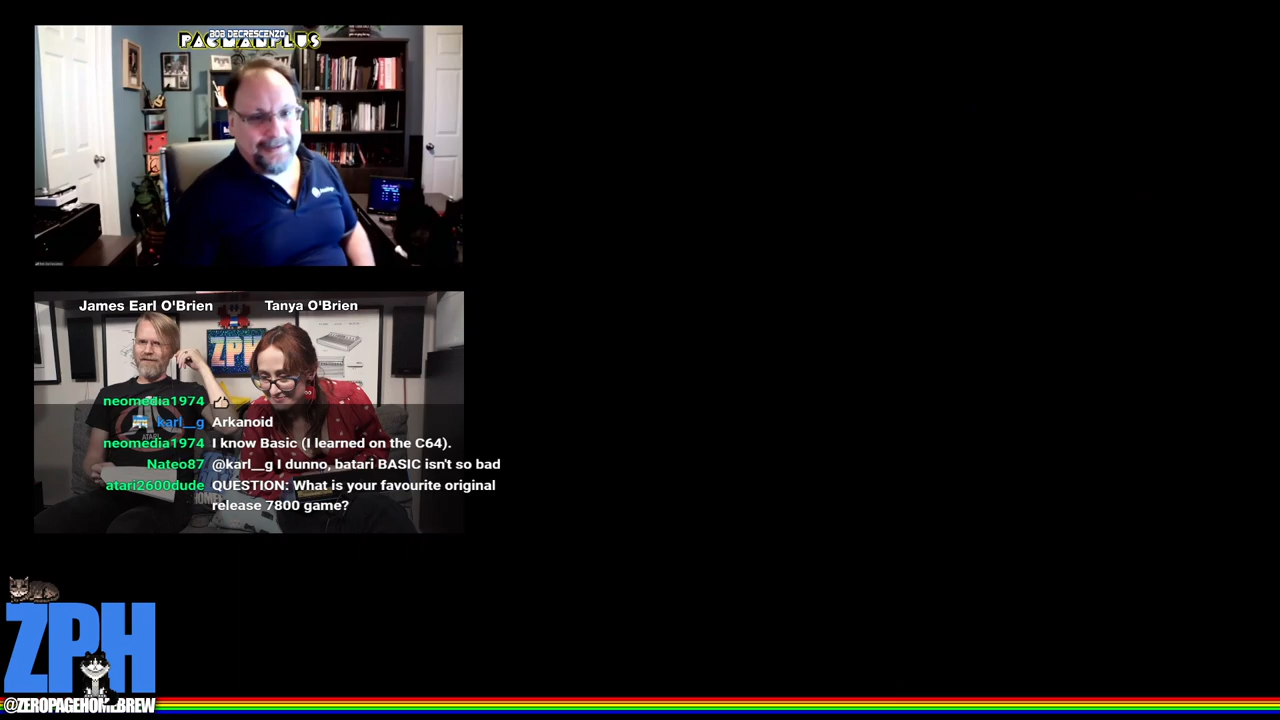 BOB DECRESCENZO
PACMANPLUS
James Earl O'Brien
Tanya O'Brien
ZPH
ATARI
neomedia1974
karl__g Arkanoid
neomedia1974 I know Basic (I learned on the C64).
Nateo87 @karl__g I dunno, batari BASIC isn't so bad
atari2600dude QUESTION: What is your favourite original
release 7800 game?
ZPH
@ZEROPAGEHOMEBREW